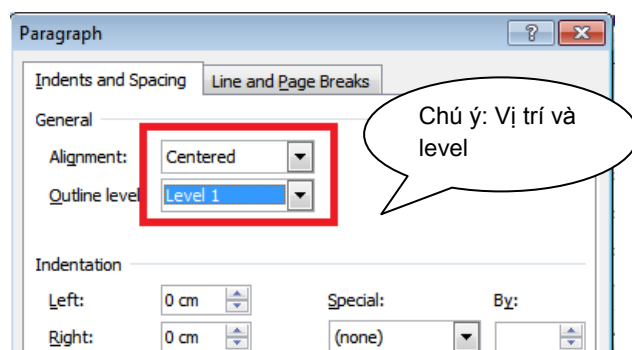 Paragraph
Indents and Spacing
Line and Page Breaks
General
Chú ý: Vị trí và
level
Alignment:
Centered
Outline level
Level 1
Indentation
Left:
0 cm
Special:
By:
Right:
0 cm
(none)